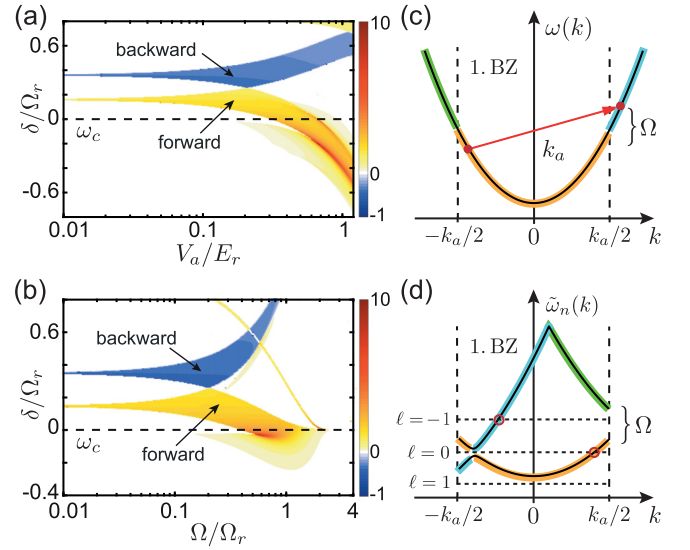 (a)
0.6
δ/Ω_r
0
-0.6
backward
forward
ω_c
0.01
0.1
1
V_a/E_r
10
0
-1
(c)
ω(k)
1. BZ
k_a
} Ω
−k_a/2
0
k_a/2
k
(b)
0.6
δ/Ω_r
0
-0.4
backward
forward
ω_c
0.01
0.1
1
4
Ω/Ω_r
10
0
-1
(d)
ω̃_n(k)
1. BZ
ℓ = −1
ℓ = 0
ℓ = 1
} Ω
−k_a/2
0
k_a/2
k